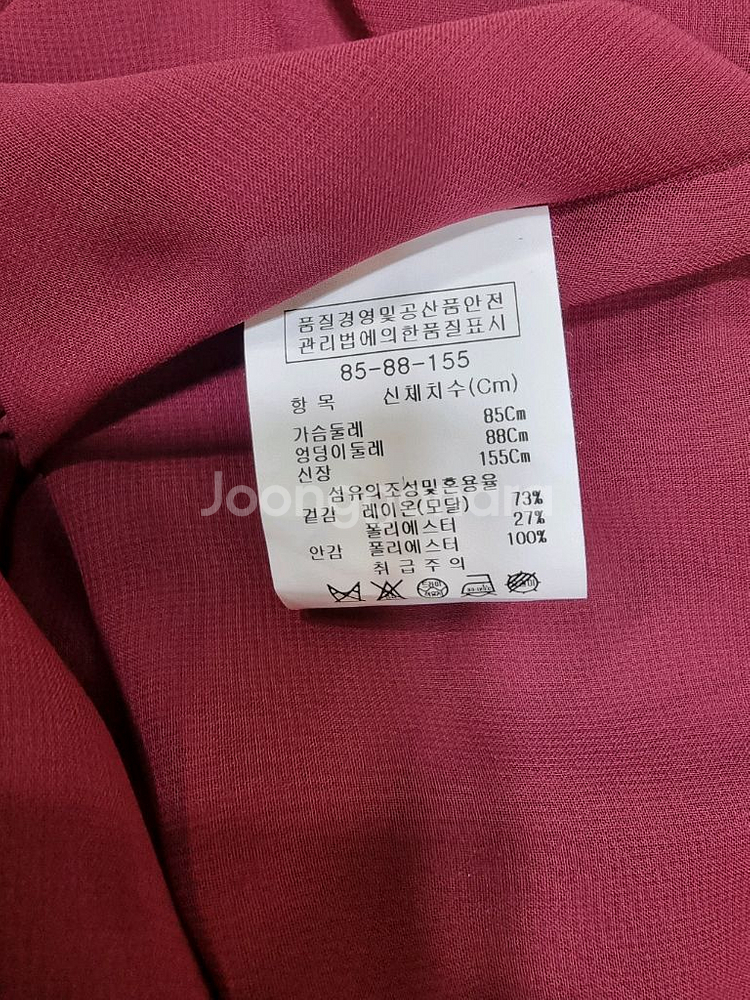 품질경영및공산품안전
관리법에의한품질표시
85-88-155
항 목 신체치수(Cm)
가슴둘레 85Cm
엉덩이둘레 88Cm
신장 155Cm
섬유의조성및혼용율
겉감 레이온(모달) 73%
폴리에스터 27%
안감 폴리에스터 100%
취 급 주 의
드라이